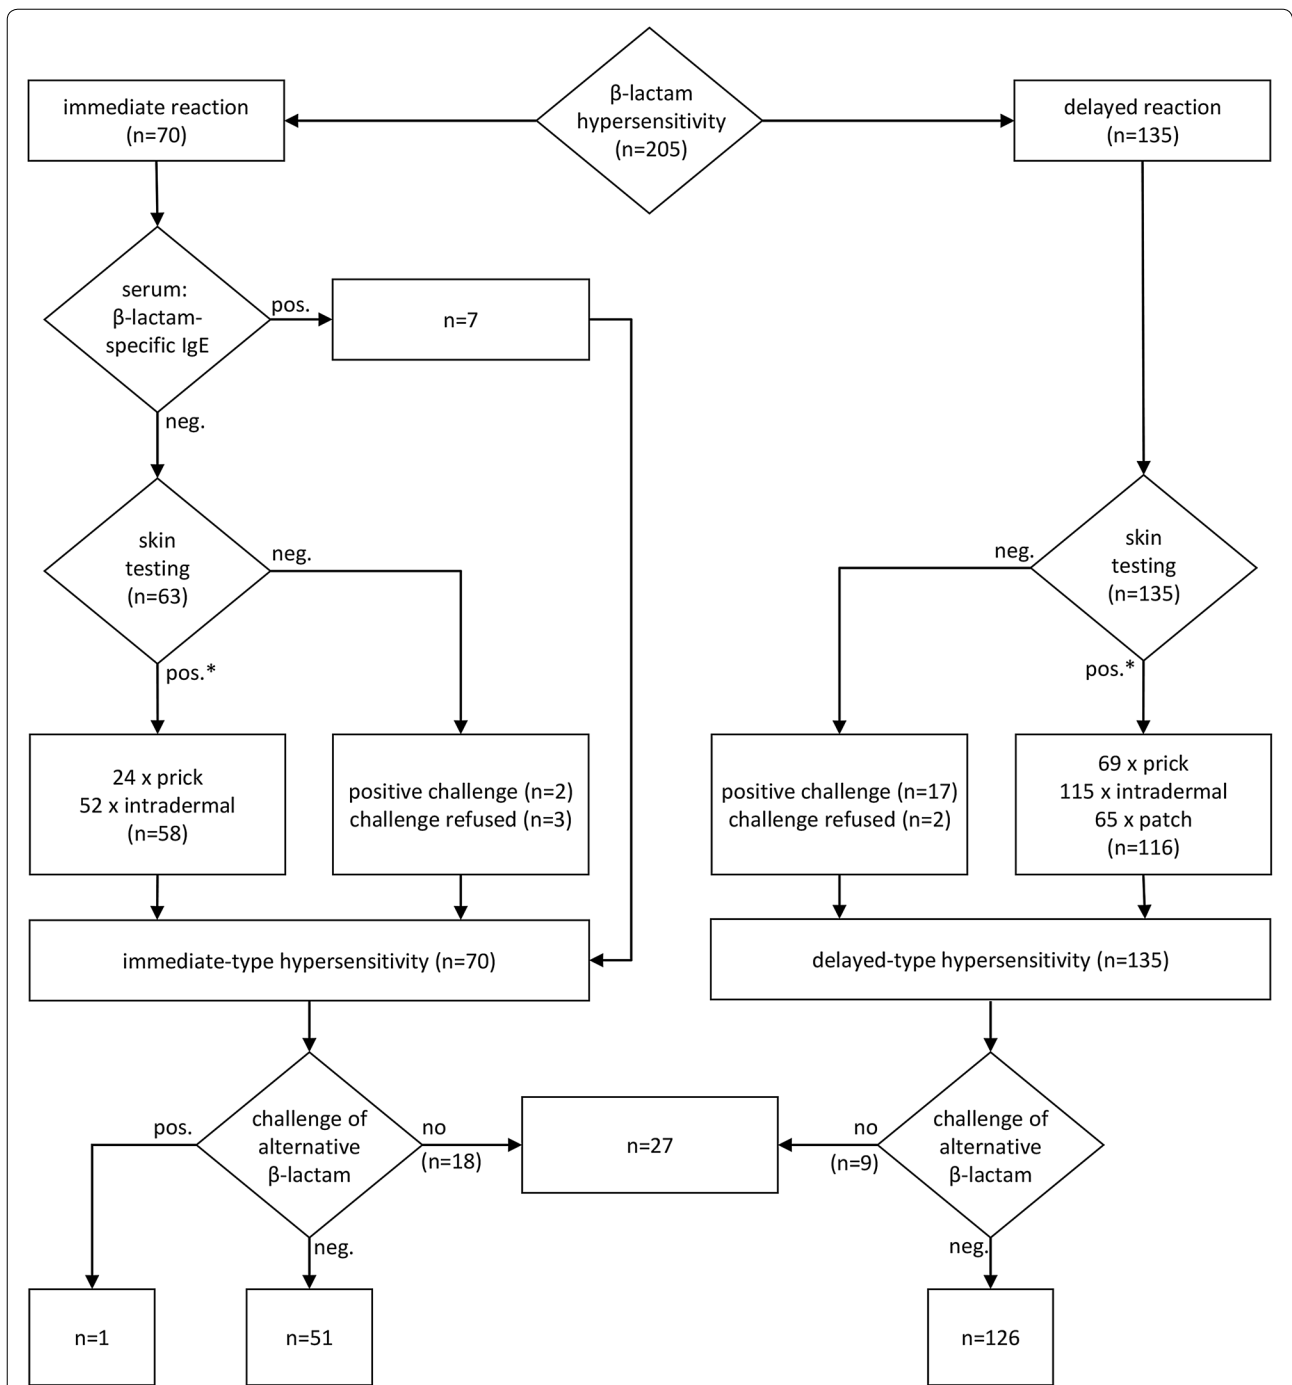 β-lactam
hypersensitivity
(n=205)
immediate reaction
(n=70)
delayed reaction
(n=135)
serum:
β-lactam-
specific IgE
pos.
n=7
neg.
skin
testing
(n=63)
neg.
pos.*
skin
testing
(n=135)
neg.
pos.*
24 x prick
52 x intradermal
(n=58)
positive challenge (n=2)
challenge refused (n=3)
positive challenge (n=17)
challenge refused (n=2)
69 x prick
115 x intradermal
65 x patch
(n=116)
immediate-type hypersensitivity (n=70)
delayed-type hypersensitivity (n=135)
pos.
challenge of
alternative
β-lactam
no
(n=18)
n=27
no
(n=9)
challenge of
alternative
β-lactam
neg.
neg.
n=1
n=51
n=126